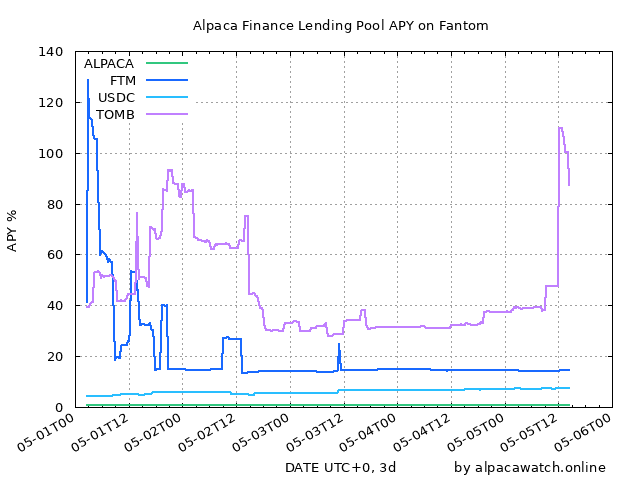 Alpaca Finance Lending Pool APY on Fantom
ALPACA
FTM
USDC
TOMB
APY %
140
120
100
80
60
40
20
0
05-01T00
05-01T12
05-02T00
05-02T12
05-03T00
05-03T12
05-04T00
05-04T12
05-05T00
05-05T12
05-06T00
DATE UTC+0, 3d
by alpacawatch.online